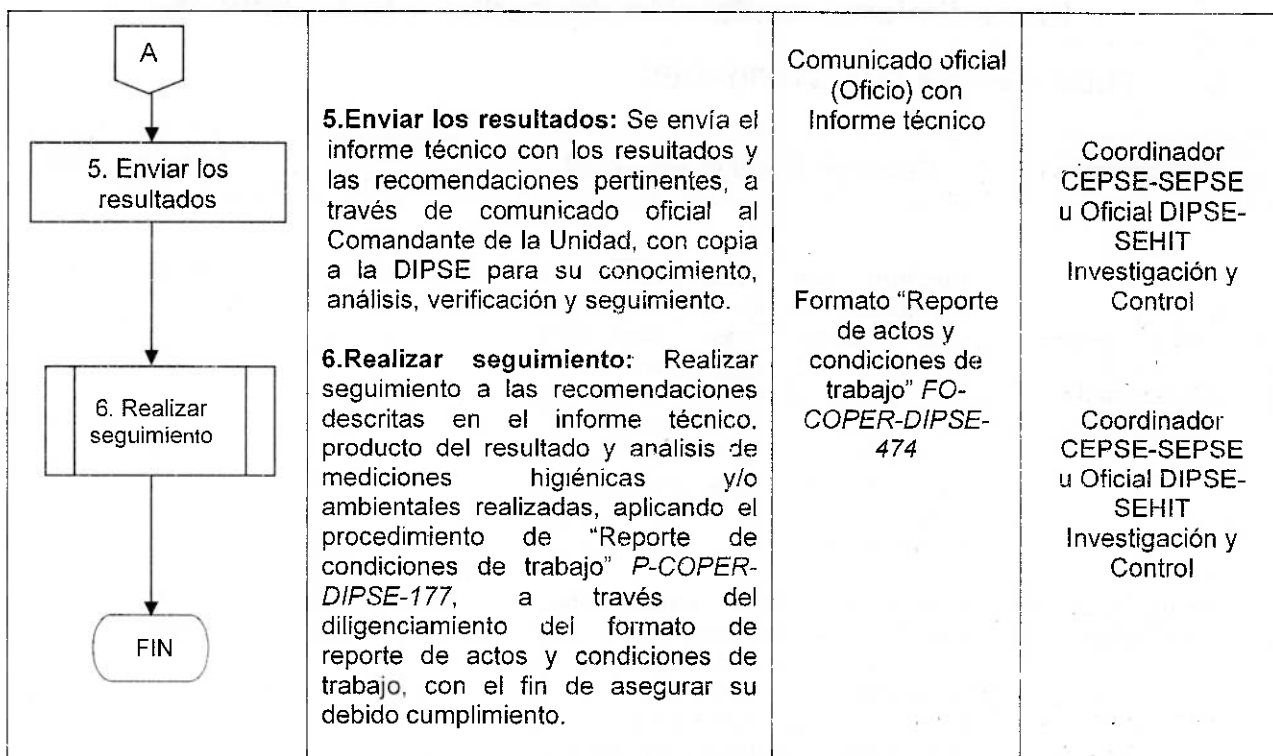 A
5. Enviar los
resultados
6. Realizar
seguimiento
FIN
5.Enviar los resultados: Se envía el
informe técnico con los resultados y
las recomendaciones pertinentes, a
través de comunicado oficial al
Comandante de la Unidad, con copia
a la DIPSE para su conocimiento,
análisis, verificación y seguimiento.
6.Realizar seguimiento: Realizar
seguimiento a las recomendaciones
descritas en el informe técnico.
producto del resultado y análisis de
mediciones higiénicas y/o
ambientales realizadas, aplicando el
procedimiento de “Reporte de
condiciones de trabajo” P-COPER-
DIPSE-177, a través del
diligenciamiento del formato de
reporte de actos y condiciones de
trabajo, con el fin de asegurar su
debido cumplimiento.
Comunicado oficial
(Oficio) con
Informe técnico
Formato “Reporte
de actos y
condiciones de
trabajo” FO-
COPER-DIPSE-
474
Coordinador
CEPSE-SEPSE
u Oficial DIPSE-
SEHIT
Investigación y
Control
Coordinador
CEPSE-SEPSE
u Oficial DIPSE-
SEHIT
Investigación y
Control